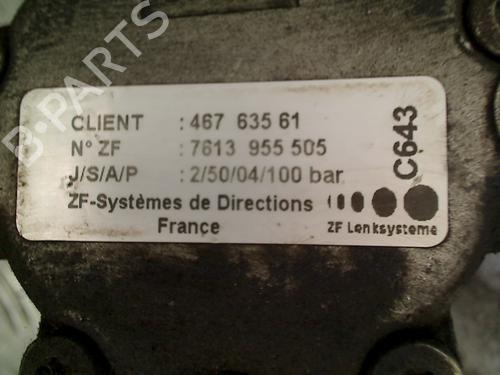 CLIENT : 467 635 61
N° ZF : 7613 955 505
J/S/A/P : 2/50/04/100 bar
ZF-Systèmes de Directions
France
C643
ZF Lenksysteme
B-PARTS